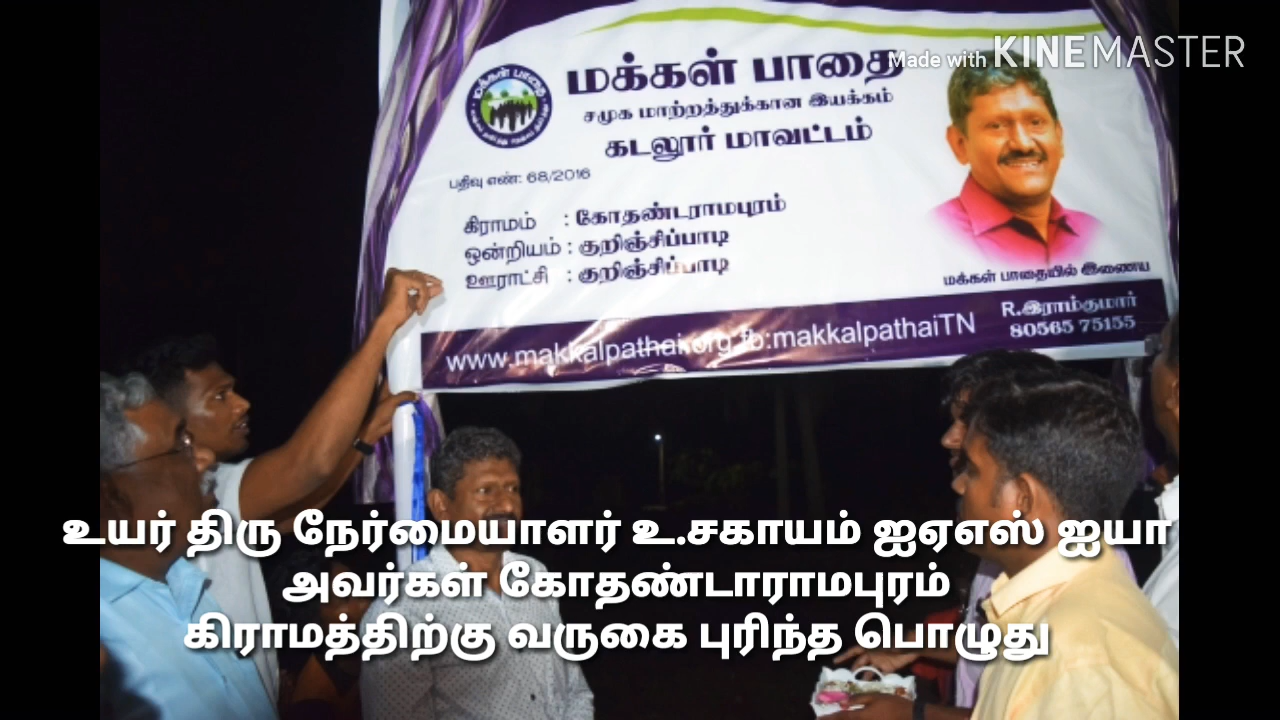 Made with KINEMASTER
மக்கள் பாதை
சமூக மாற்றத்துக்கான இயக்கம்
கடலூர் மாவட்டம்
மக்கள் பாதை
பதிவு எண்: 68/2016
கிராமம் : கோதண்டராமபுரம்
ஒன்றியம் : குறிஞ்சிப்பாடி
ஊராட்சி : குறிஞ்சிப்பாடி
மக்கள் பாதையில் இணைய
R.இராம்குமார்
80565 75155
www.makkalpathai.org.fb:makkalpathaiTN
உயர் திரு நேர்மையாளர் உ.சகாயம் ஐஏஎஸ் ஐயா
அவர்கள் கோதண்டாராமபுரம்
கிராமத்திற்கு வருகை புரிந்த பொழுது